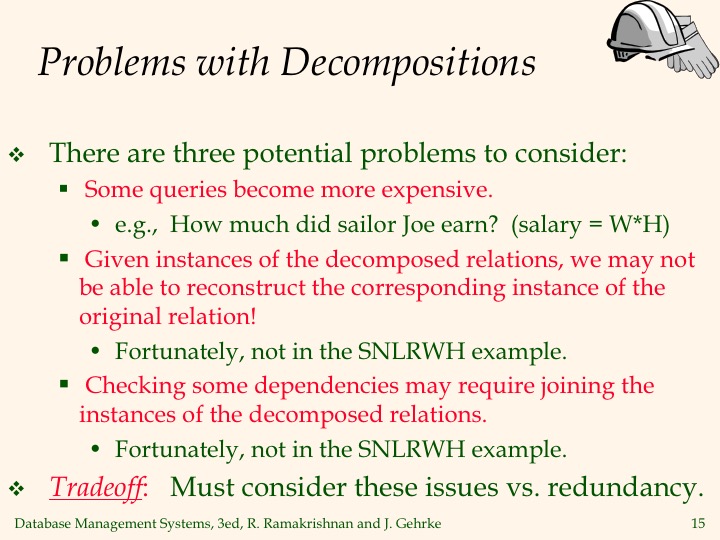 Problems with Decompositions
❖ There are three potential problems to consider:
▪ Some queries become more expensive.
• e.g., How much did sailor Joe earn? (salary = W*H)
▪ Given instances of the decomposed relations, we may not
be able to reconstruct the corresponding instance of the
original relation!
• Fortunately, not in the SNLRWH example.
▪ Checking some dependencies may require joining the
instances of the decomposed relations.
• Fortunately, not in the SNLRWH example.
❖ Tradeoff: Must consider these issues vs. redundancy.
Database Management Systems, 3ed, R. Ramakrishnan and J. Gehrke 15